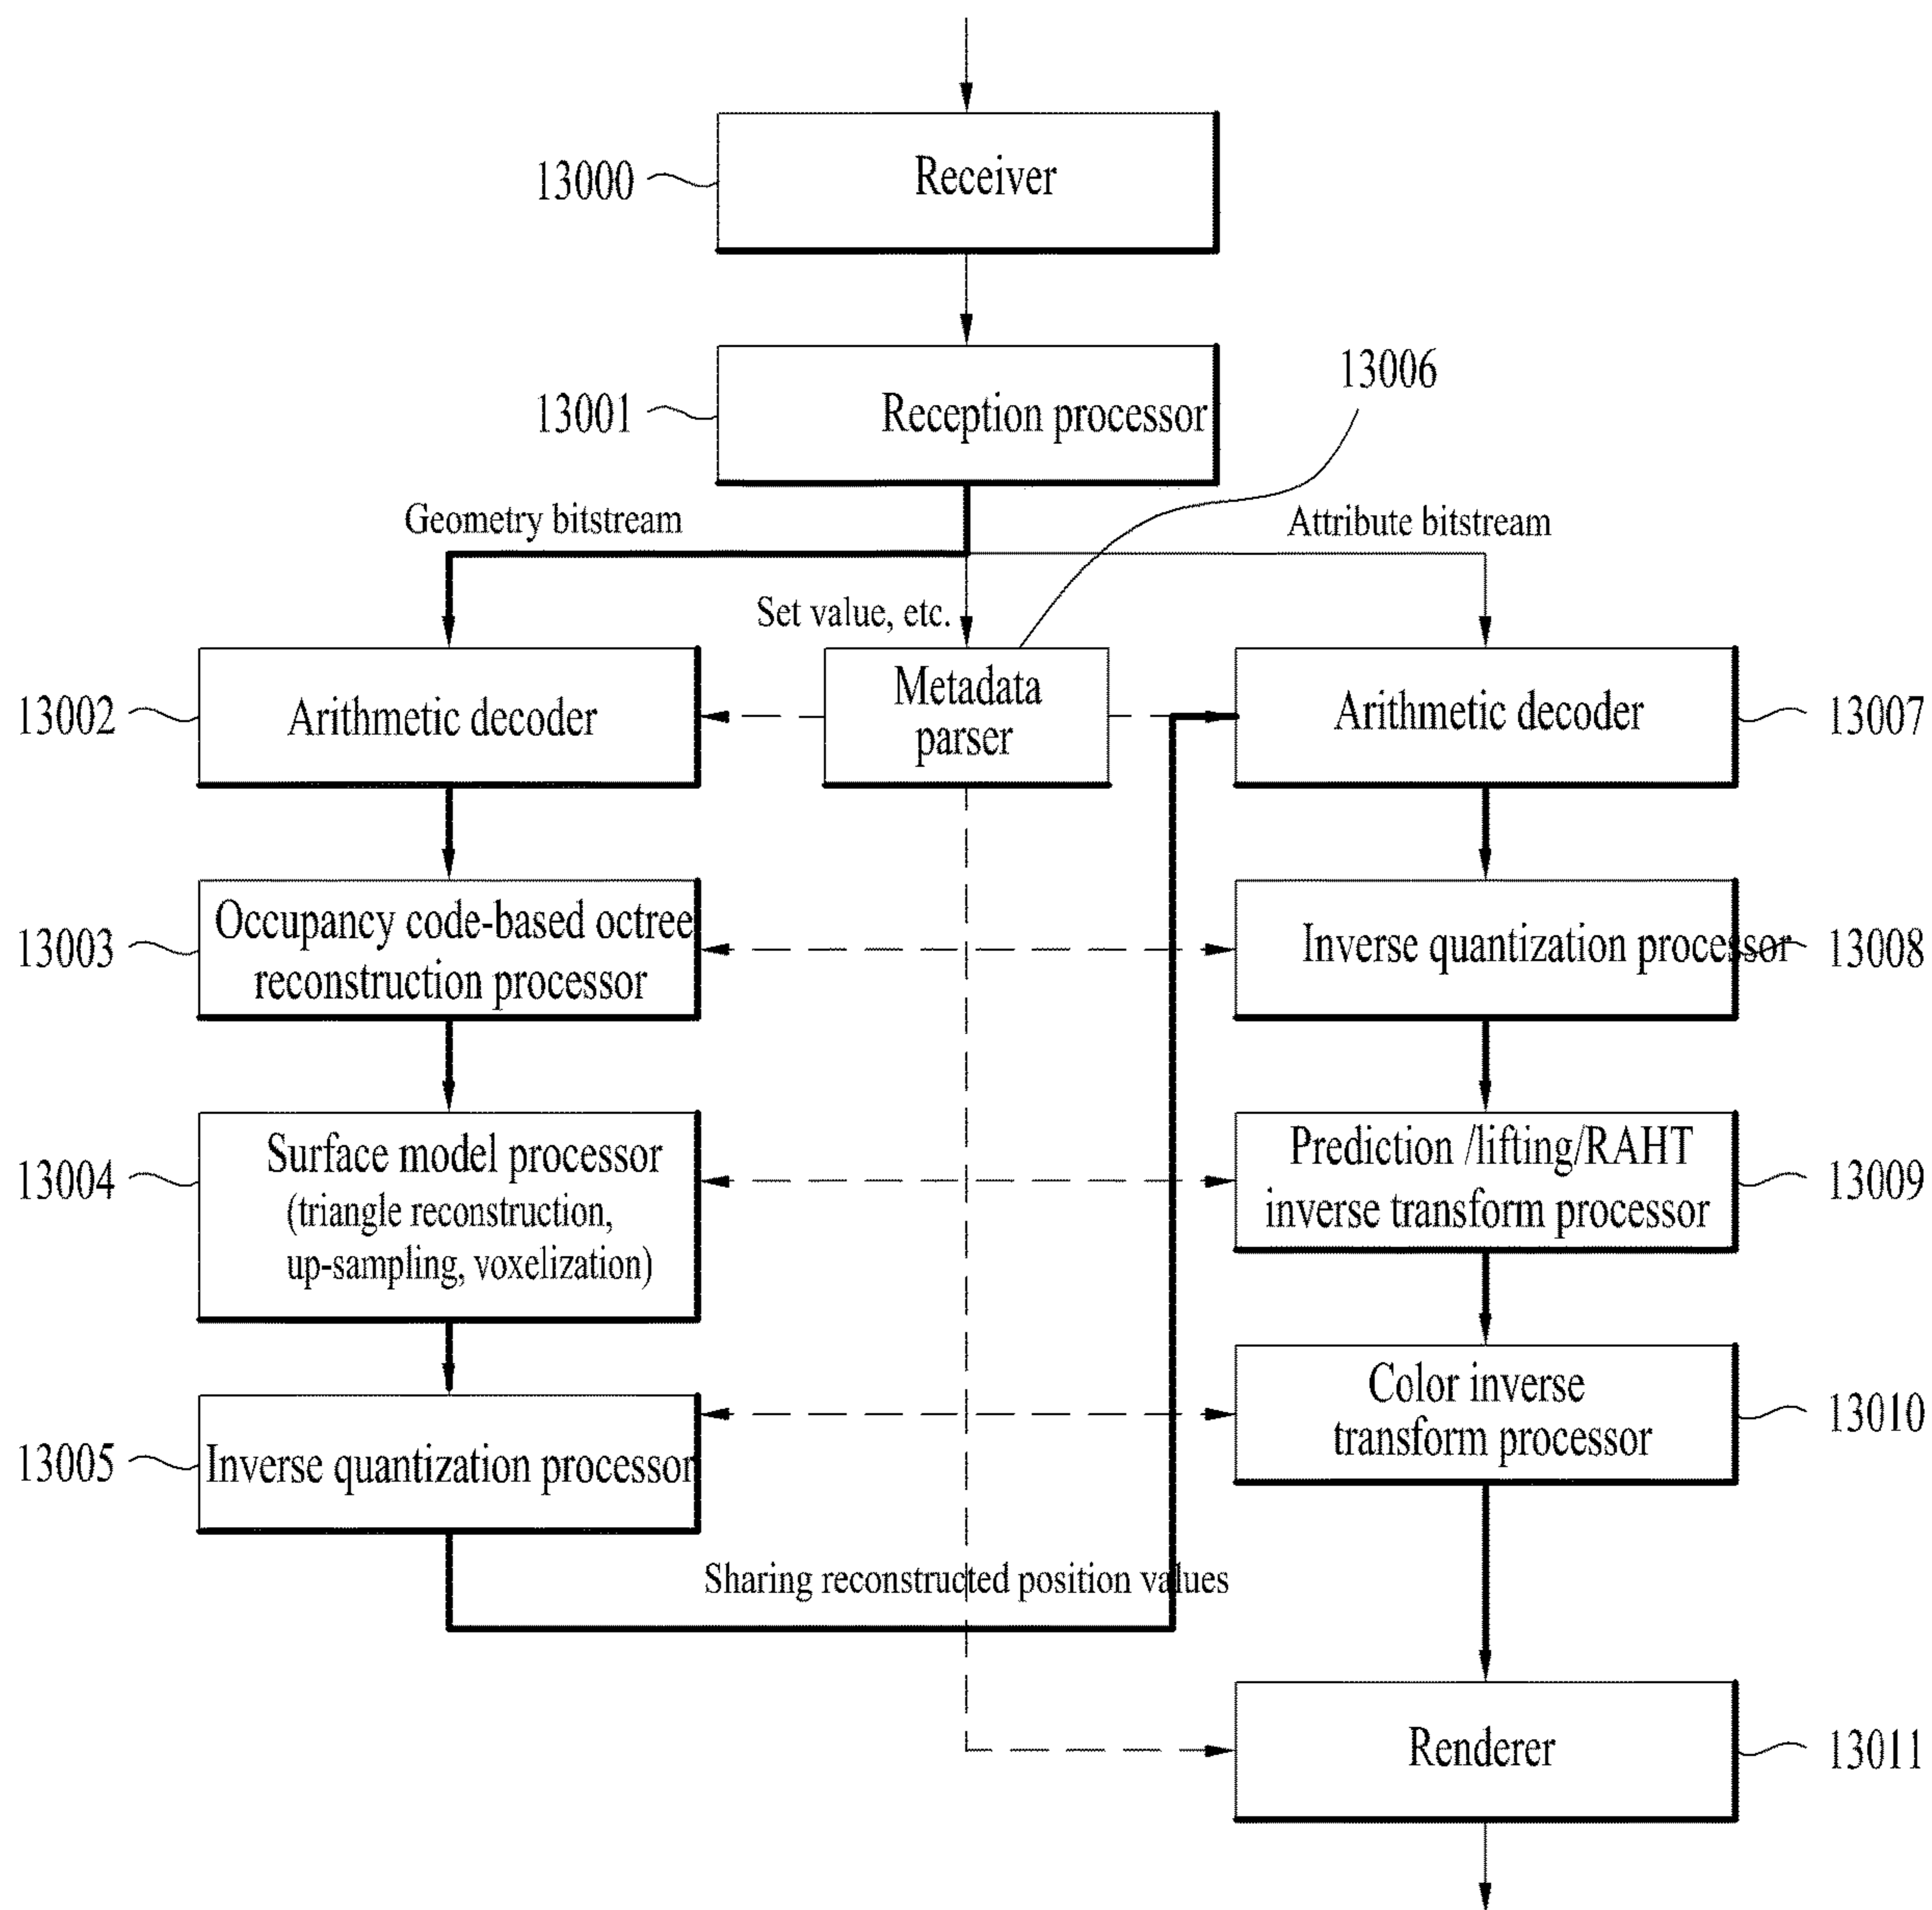 13000
Receiver
13006
13001
Reception processor
Geometry bitstream
Attribute bitstream
Set value, etc.
13002
Arithmetic decoder
Metadata
parser
Arithmetic decoder
13007
13003
Occupancy code-based octree
reconstruction processor
Inverse quantization processor
13008
13004
Surface model processor
(triangle reconstruction,
up-sampling, voxelization)
Prediction /lifting/RAHT
inverse transform processor
13009
13005
Inverse quantization processor
Color inverse
transform processor
13010
Sharing reconstructed position values
Renderer
13011